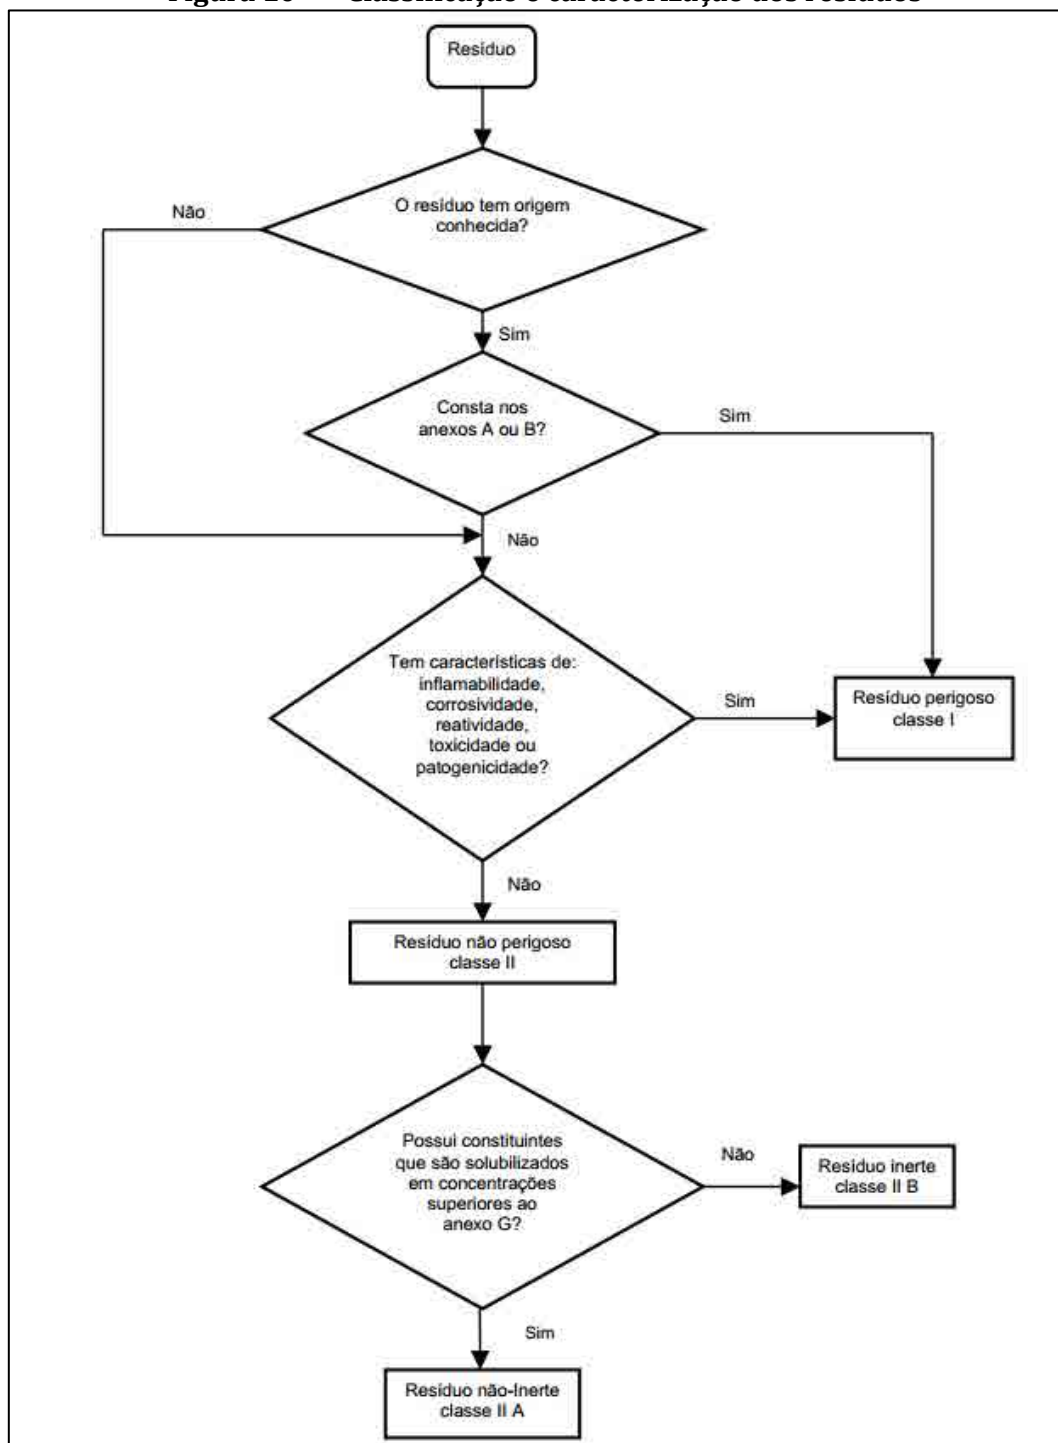 Resíduo
O resíduo tem origem
conhecida?
Não
Sim
Consta nos
anexos A ou B?
Sim
Não
Tem características de:
inflamabilidade,
corrosividade,
reatividade,
toxicidade ou
patogenicidade?
Sim
Resíduo perigoso
classe I
Não
Resíduo não perigoso
classe II
Possui constituintes
que são solubilizados
em concentrações
superiores ao
anexo G?
Não
Resíduo inerte
classe II B
Sim
Resíduo não-Inerte
classe II A